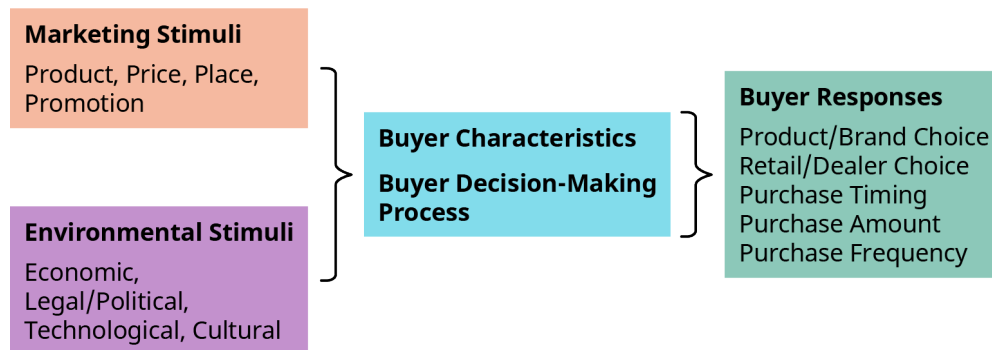 Marketing Stimuli
Product, Price, Place,
Promotion
Environmental Stimuli
Economic,
Legal/Political,
Technological, Cultural
Buyer Characteristics
Buyer Decision-Making
Process
Buyer Responses
Product/Brand Choice
Retail/Dealer Choice
Purchase Timing
Purchase Amount
Purchase Frequency